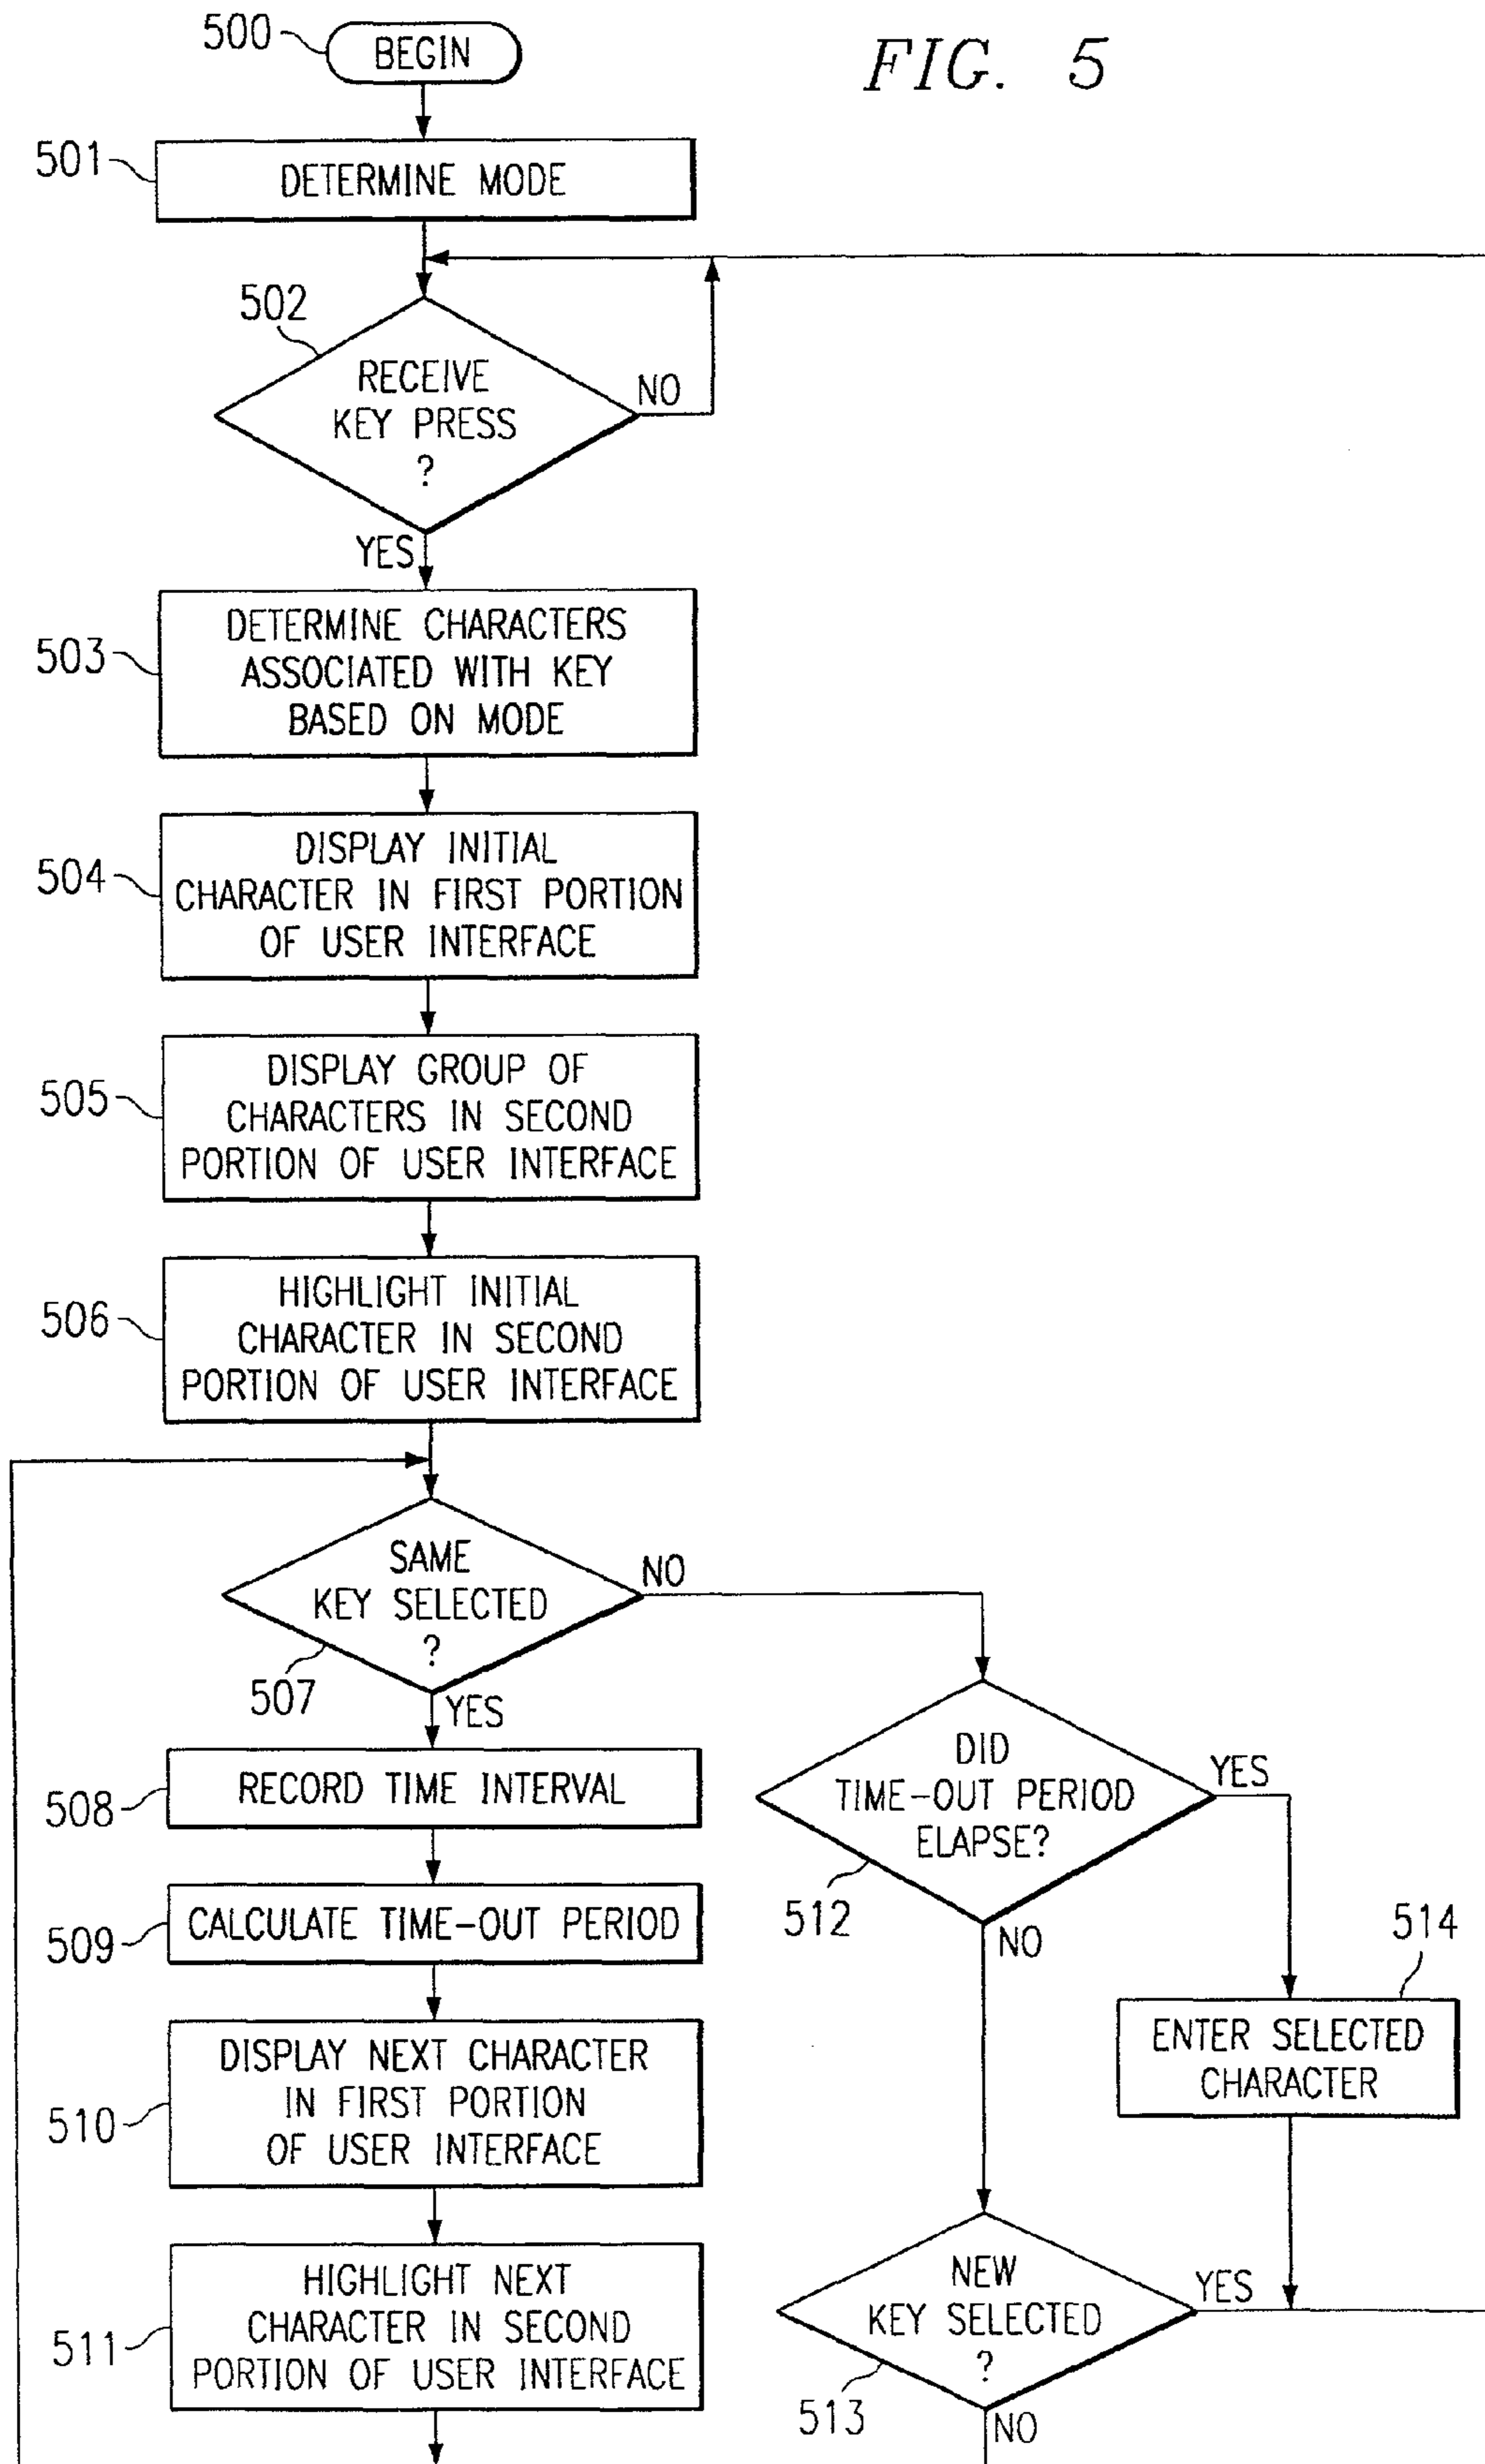 FIG. 5
500
BEGIN
501
DETERMINE MODE
502
RECEIVE
KEY PRESS
?
NO
YES
503
DETERMINE CHARACTERS
ASSOCIATED WITH KEY
BASED ON MODE
504
DISPLAY INITIAL
CHARACTER IN FIRST PORTION
OF USER INTERFACE
505
DISPLAY GROUP OF
CHARACTERS IN SECOND
PORTION OF USER INTERFACE
506
HIGHLIGHT INITIAL
CHARACTER IN SECOND
PORTION OF USER INTERFACE
SAME
KEY SELECTED
?
507
NO
YES
508
RECORD TIME INTERVAL
509
CALCULATE TIME-OUT PERIOD
510
DISPLAY NEXT CHARACTER
IN FIRST PORTION
OF USER INTERFACE
511
HIGHLIGHT NEXT
CHARACTER IN SECOND
PORTION OF USER INTERFACE
DID
TIME-OUT PERIOD
ELAPSE?
512
YES
NO
514
ENTER SELECTED
CHARACTER
NEW
KEY SELECTED
?
513
YES
NO